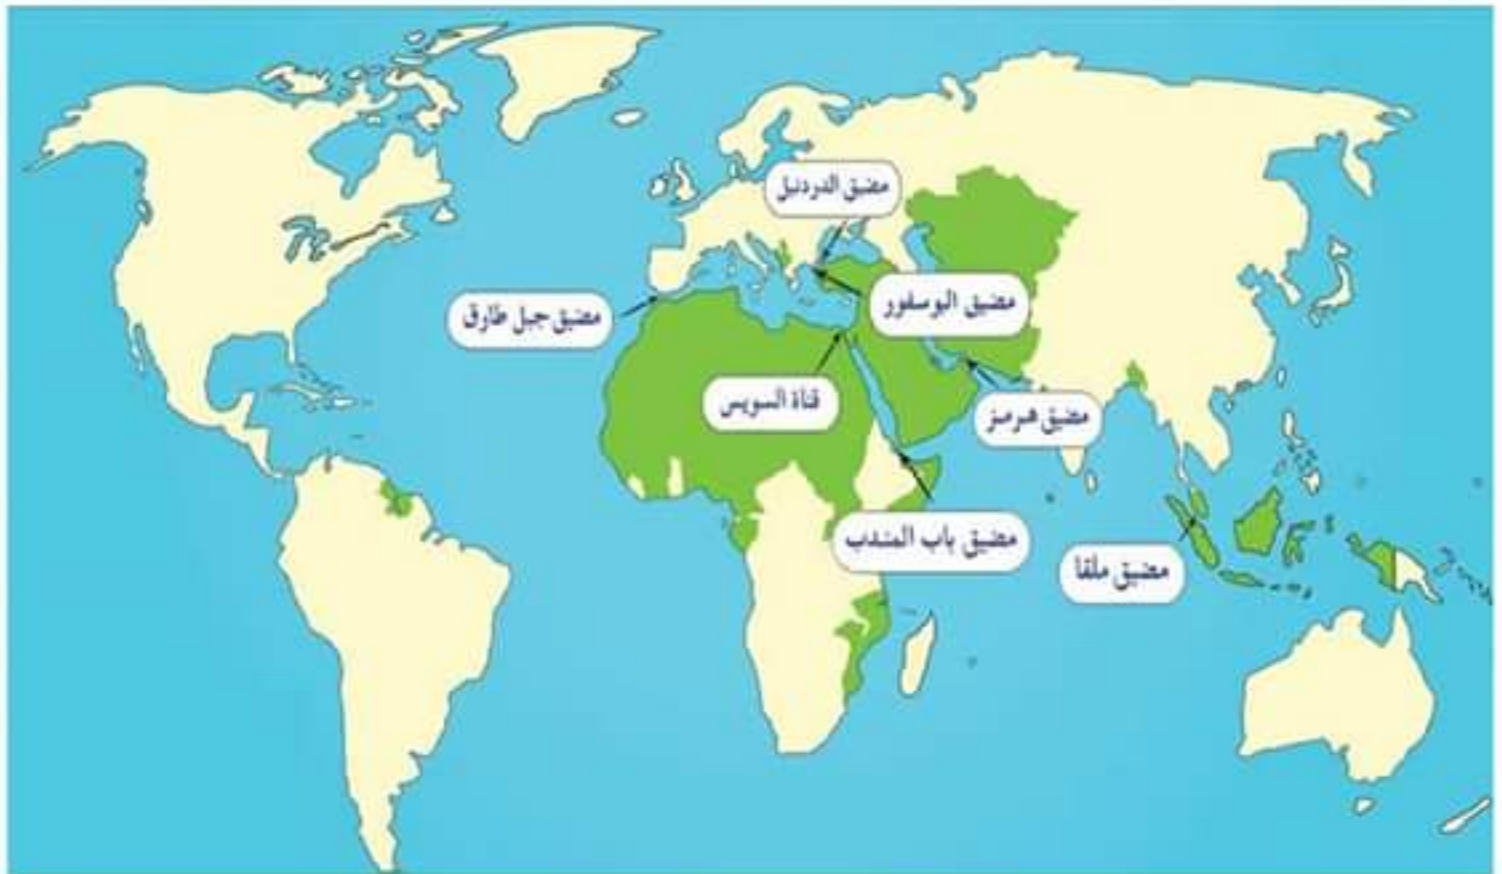 مضيق الدردنيل
مضيق البوسفور
مضيق جبل طارق
قناة السويس
مضيق هرمز
مضيق باب المندب
مضيق ملقا